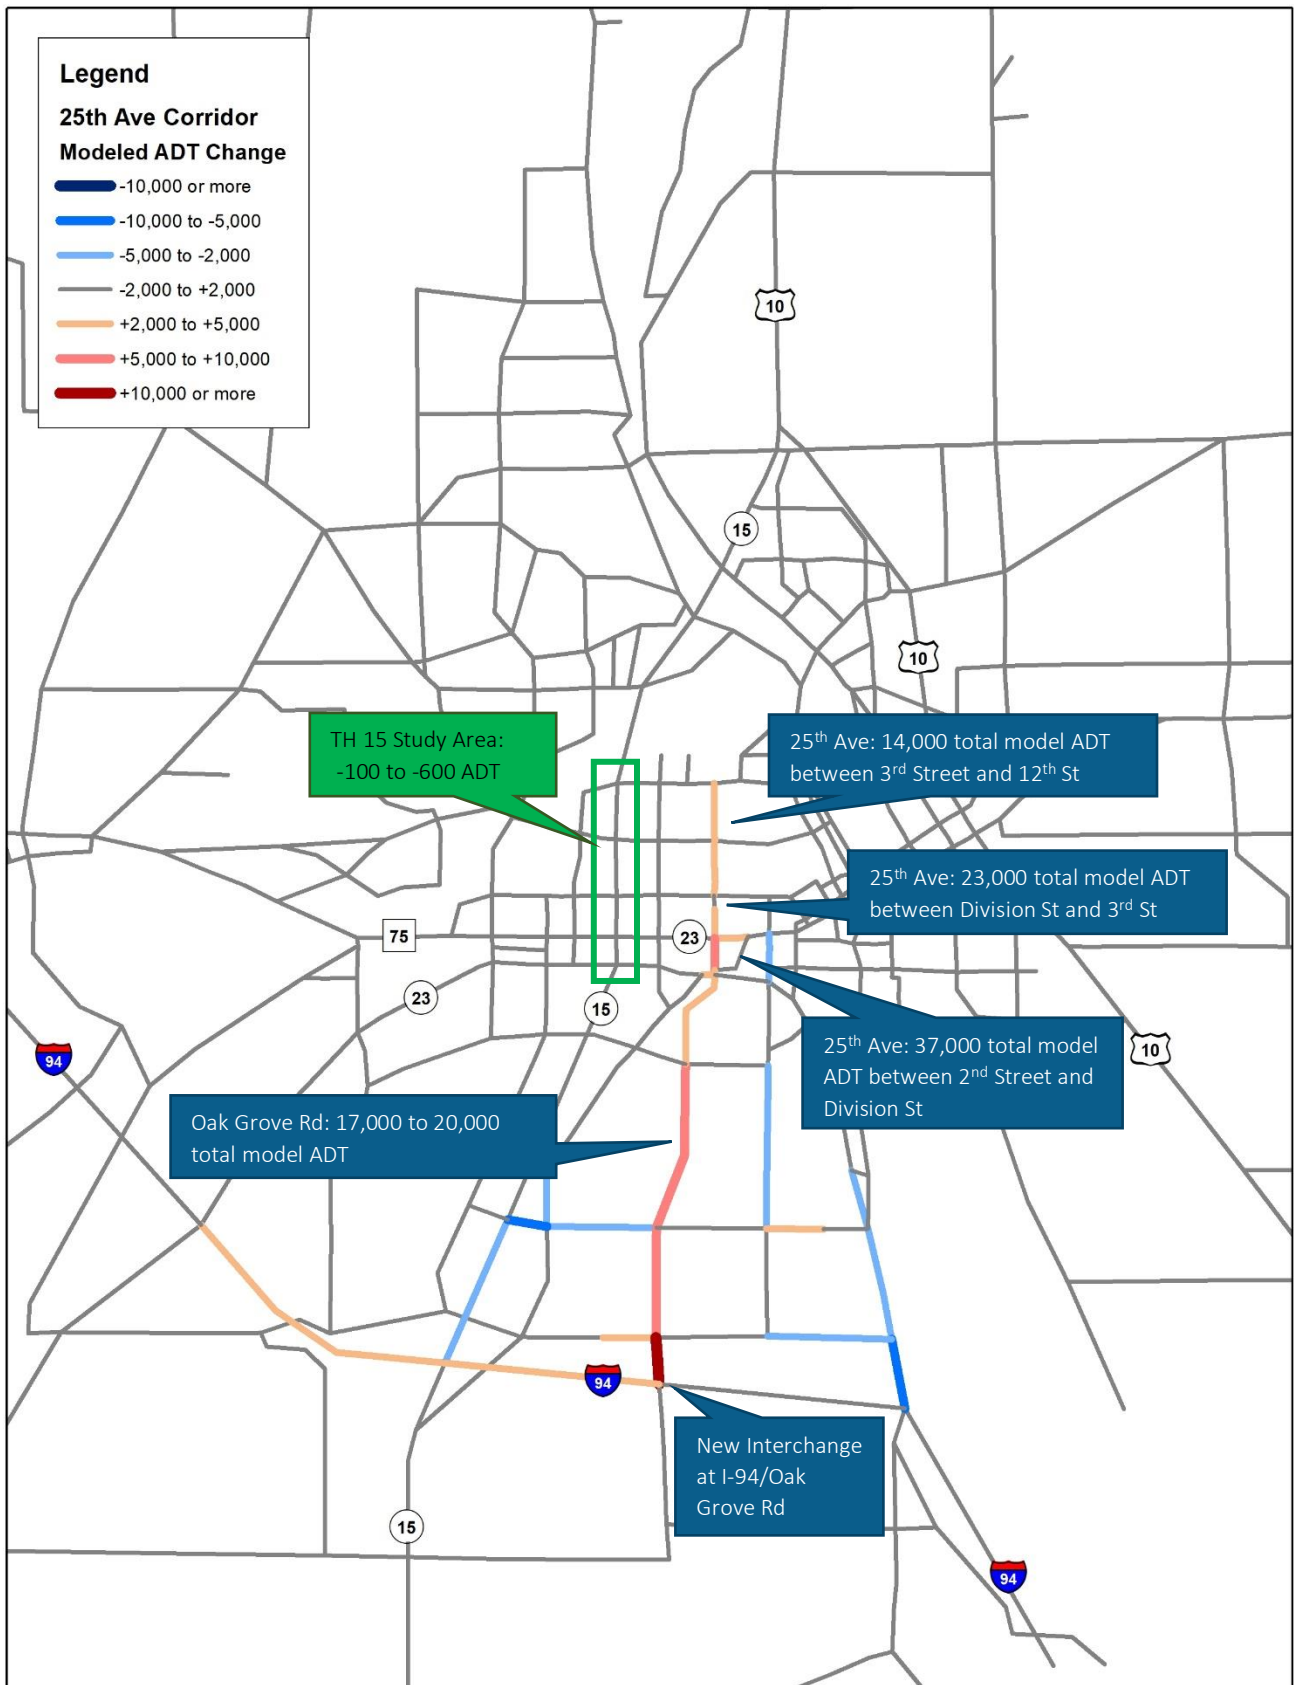 Legend
25th Ave Corridor
Modeled ADT Change
-10,000 or more
-10,000 to -5,000
-5,000 to -2,000
-2,000 to +2,000
+2,000 to +5,000
+5,000 to +10,000
+10,000 or more
10
15
10
TH 15 Study Area:
-100 to -600 ADT
25th Ave: 14,000 total model ADT
between 3rd Street and 12th St
25th Ave: 23,000 total model ADT
between Division St and 3rd St
75
23
23
15
94
25th Ave: 37,000 total model
ADT between 2nd Street and
Division St
10
Oak Grove Rd: 17,000 to 20,000
total model ADT
94
New Interchange
at I-94/Oak
Grove Rd
15
94